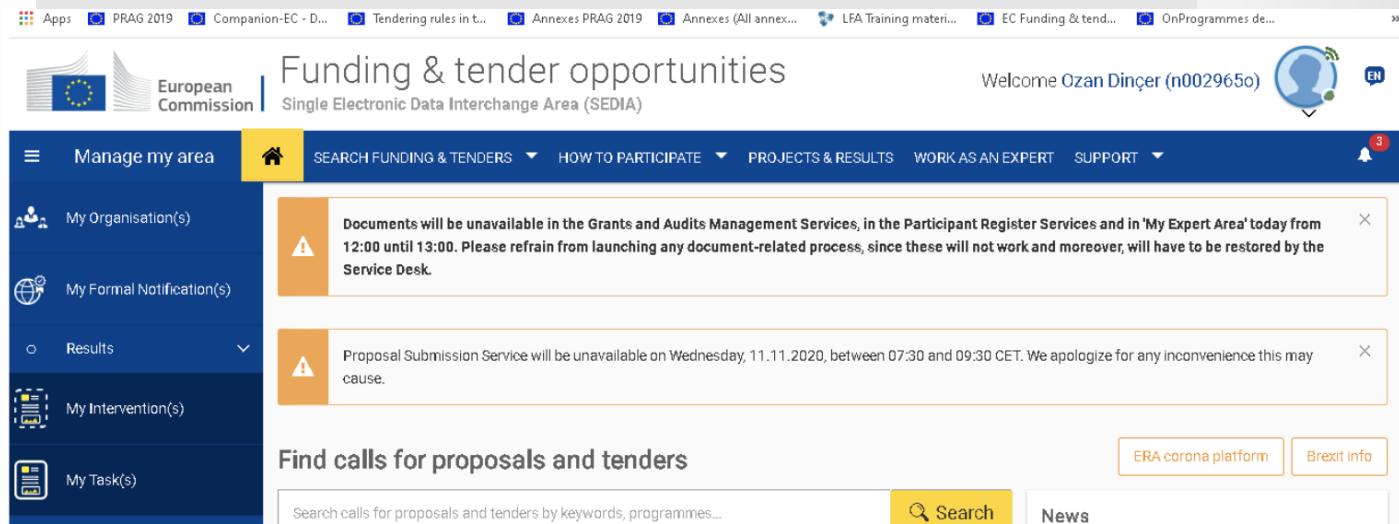 Apps PRAG 2019 Companion-EC - D... Tendering rules in t... Annexes PRAG 2019 Annexes (All annex... LFA Training materi... EC Funding & tend... OnProgrammes de... »
European
Commission
Funding & tender opportunities
Single Electronic Data Interchange Area (SEDIA)
Welcome Ozan Dinçer (n002965o)
EN
Manage my area
SEARCH FUNDING & TENDERS HOW TO PARTICIPATE PROJECTS & RESULTS WORK AS AN EXPERT SUPPORT
3
My Organisation(s)
My Formal Notification(s)
Results
My Intervention(s)
My Task(s)
Documents will be unavailable in the Grants and Audits Management Services, in the Participant Register Services and in 'My Expert Area' today from
12:00 until 13:00. Please refrain from launching any document-related process, since these will not work and moreover, will have to be restored by the
Service Desk.
Proposal Submission Service will be unavailable on Wednesday, 11.11.2020, between 07:30 and 09:30 CET. We apologize for any inconvenience this may
cause.
Find calls for proposals and tenders
ERA corona platform
Brexit info
Search calls for proposals and tenders by keywords, programmes...
Search
News